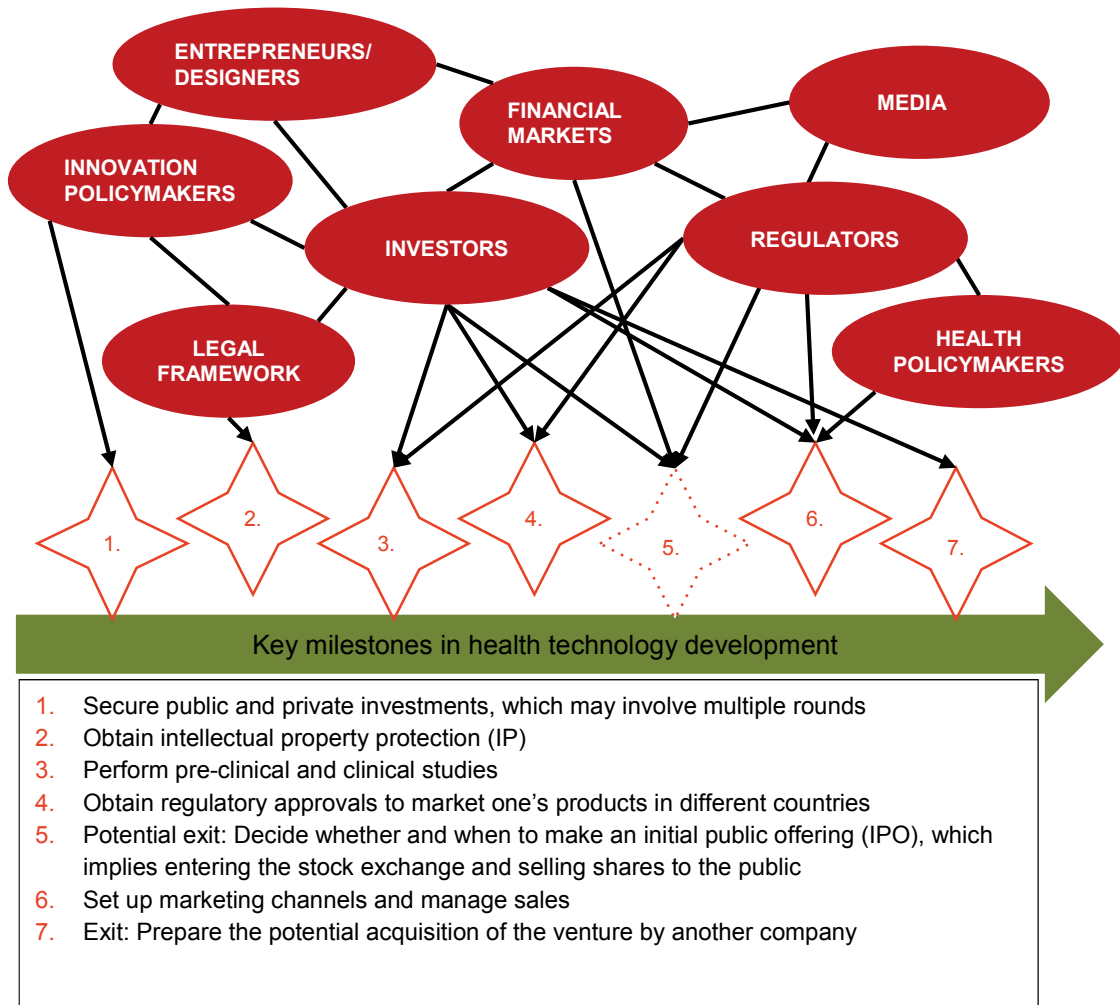 ENTREPRENEURS/
DESIGNERS
FINANCIAL
MARKETS
MEDIA
INNOVATION
POLICYMAKERS
INVESTORS
REGULATORS
LEGAL
FRAMEWORK
HEALTH
POLICYMAKERS
1.
2.
3.
4.
5.
6.
7.
Key milestones in health technology development
1. Secure public and private investments, which may involve multiple rounds
2. Obtain intellectual property protection (IP)
3. Perform pre-clinical and clinical studies
4. Obtain regulatory approvals to market one’s products in different countries
5. Potential exit: Decide whether and when to make an initial public offering (IPO), which
implies entering the stock exchange and selling shares to the public
6. Set up marketing channels and manage sales
7. Exit: Prepare the potential acquisition of the venture by another company